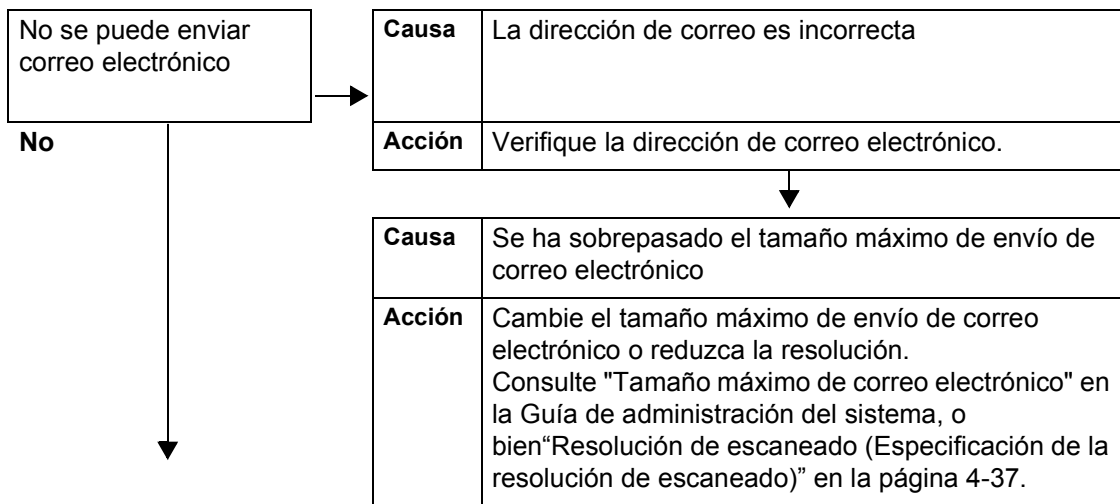 No se puede enviar
correo electrónico
No
Causa La dirección de correo es incorrecta
Acción Verifique la dirección de correo electrónico.
Causa Se ha sobrepasado el tamaño máximo de envío de
correo electrónico
Acción Cambie el tamaño máximo de envío de correo
electrónico o reduzca la resolución.
Consulte "Tamaño máximo de correo electrónico" en
la Guía de administración del sistema, o
bien“Resolución de escaneado (Especificación de la
resolución de escaneado)” en la página 4-37.